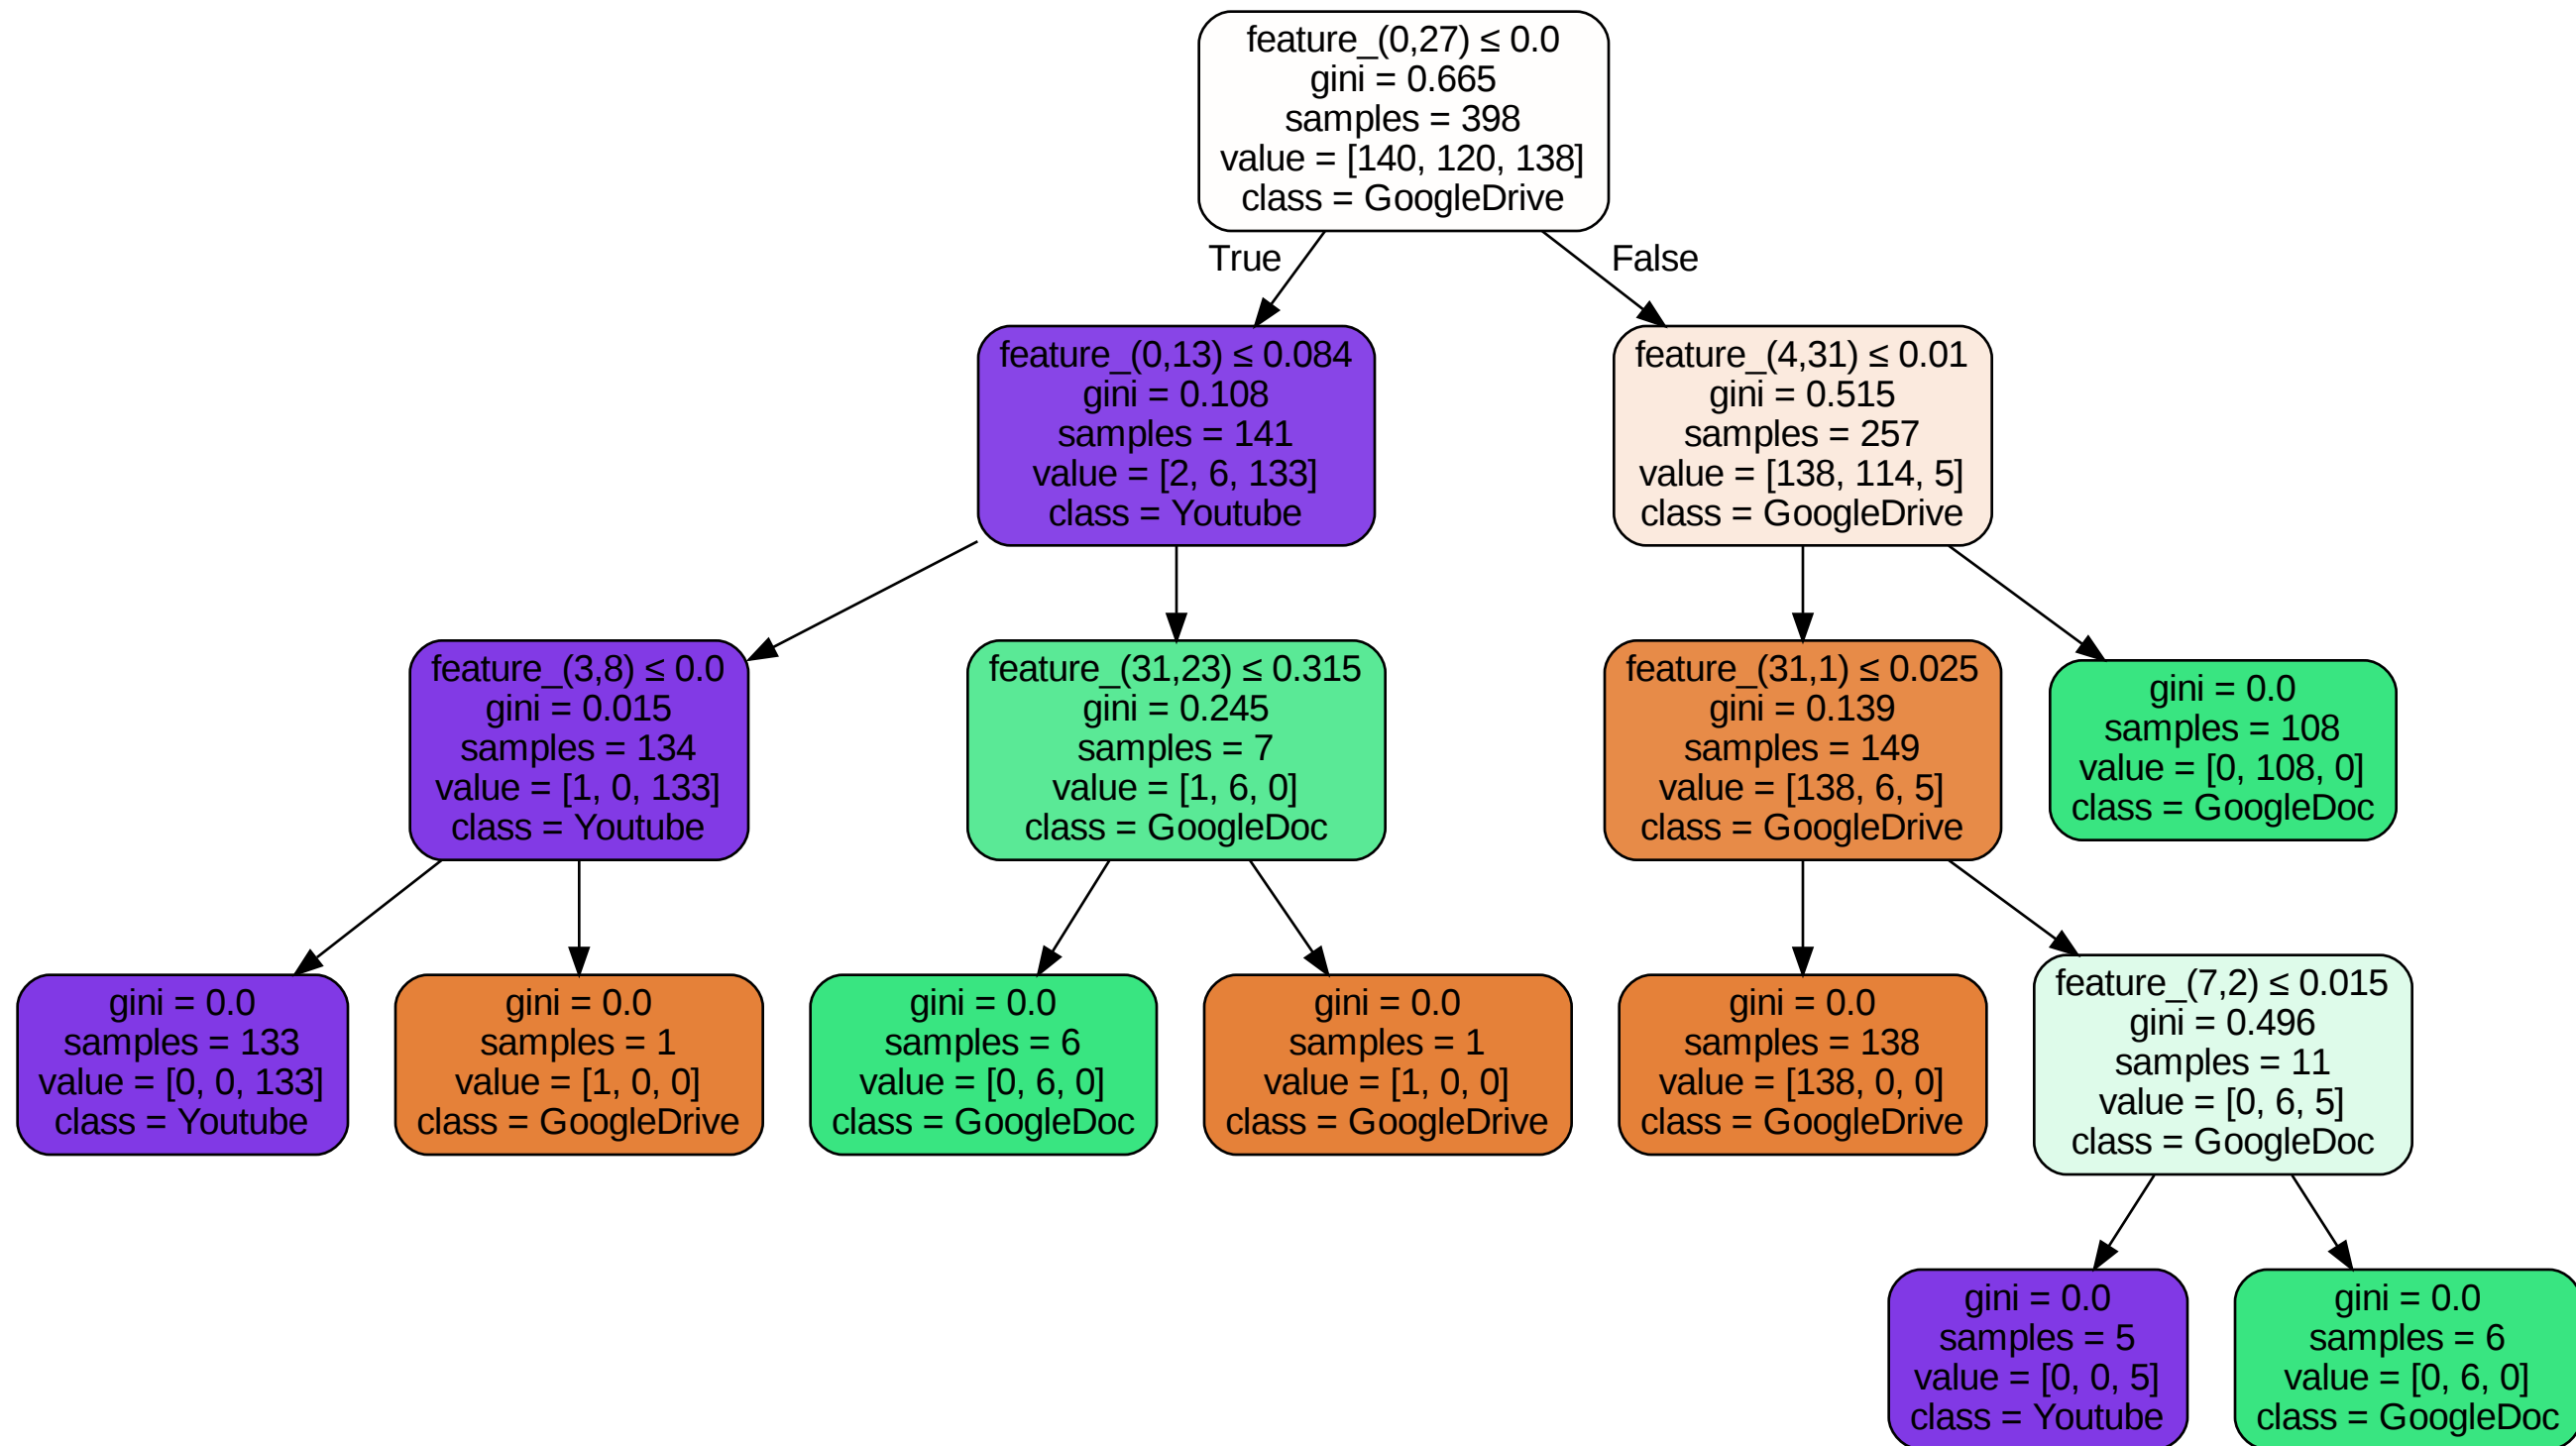 feature_(0,27) ≤ 0.0
gini = 0.665
samples = 398
value = [140, 120, 138]
class = GoogleDrive
True
False
feature_(0,13) ≤ 0.084
gini = 0.108
samples = 141
value = [2, 6, 133]
class = Youtube
feature_(4,31) ≤ 0.01
gini = 0.515
samples = 257
value = [138, 114, 5]
class = GoogleDrive
feature_(3,8) ≤ 0.0
gini = 0.015
samples = 134
value = [1, 0, 133]
class = Youtube
feature_(31,23) ≤ 0.315
gini = 0.245
samples = 7
value = [1, 6, 0]
class = GoogleDoc
feature_(31,1) ≤ 0.025
gini = 0.139
samples = 149
value = [138, 6, 5]
class = GoogleDrive
gini = 0.0
samples = 108
value = [0, 108, 0]
class = GoogleDoc
gini = 0.0
samples = 133
value = [0, 0, 133]
class = Youtube
gini = 0.0
samples = 1
value = [1, 0, 0]
class = GoogleDrive
gini = 0.0
samples = 6
value = [0, 6, 0]
class = GoogleDoc
gini = 0.0
samples = 1
value = [1, 0, 0]
class = GoogleDrive
gini = 0.0
samples = 138
value = [138, 0, 0]
class = GoogleDrive
feature_(7,2) ≤ 0.015
gini = 0.496
samples = 11
value = [0, 6, 5]
class = GoogleDoc
gini = 0.0
samples = 5
value = [0, 0, 5]
class = Youtube
gini = 0.0
samples = 6
value = [0, 6, 0]
class = GoogleDoc